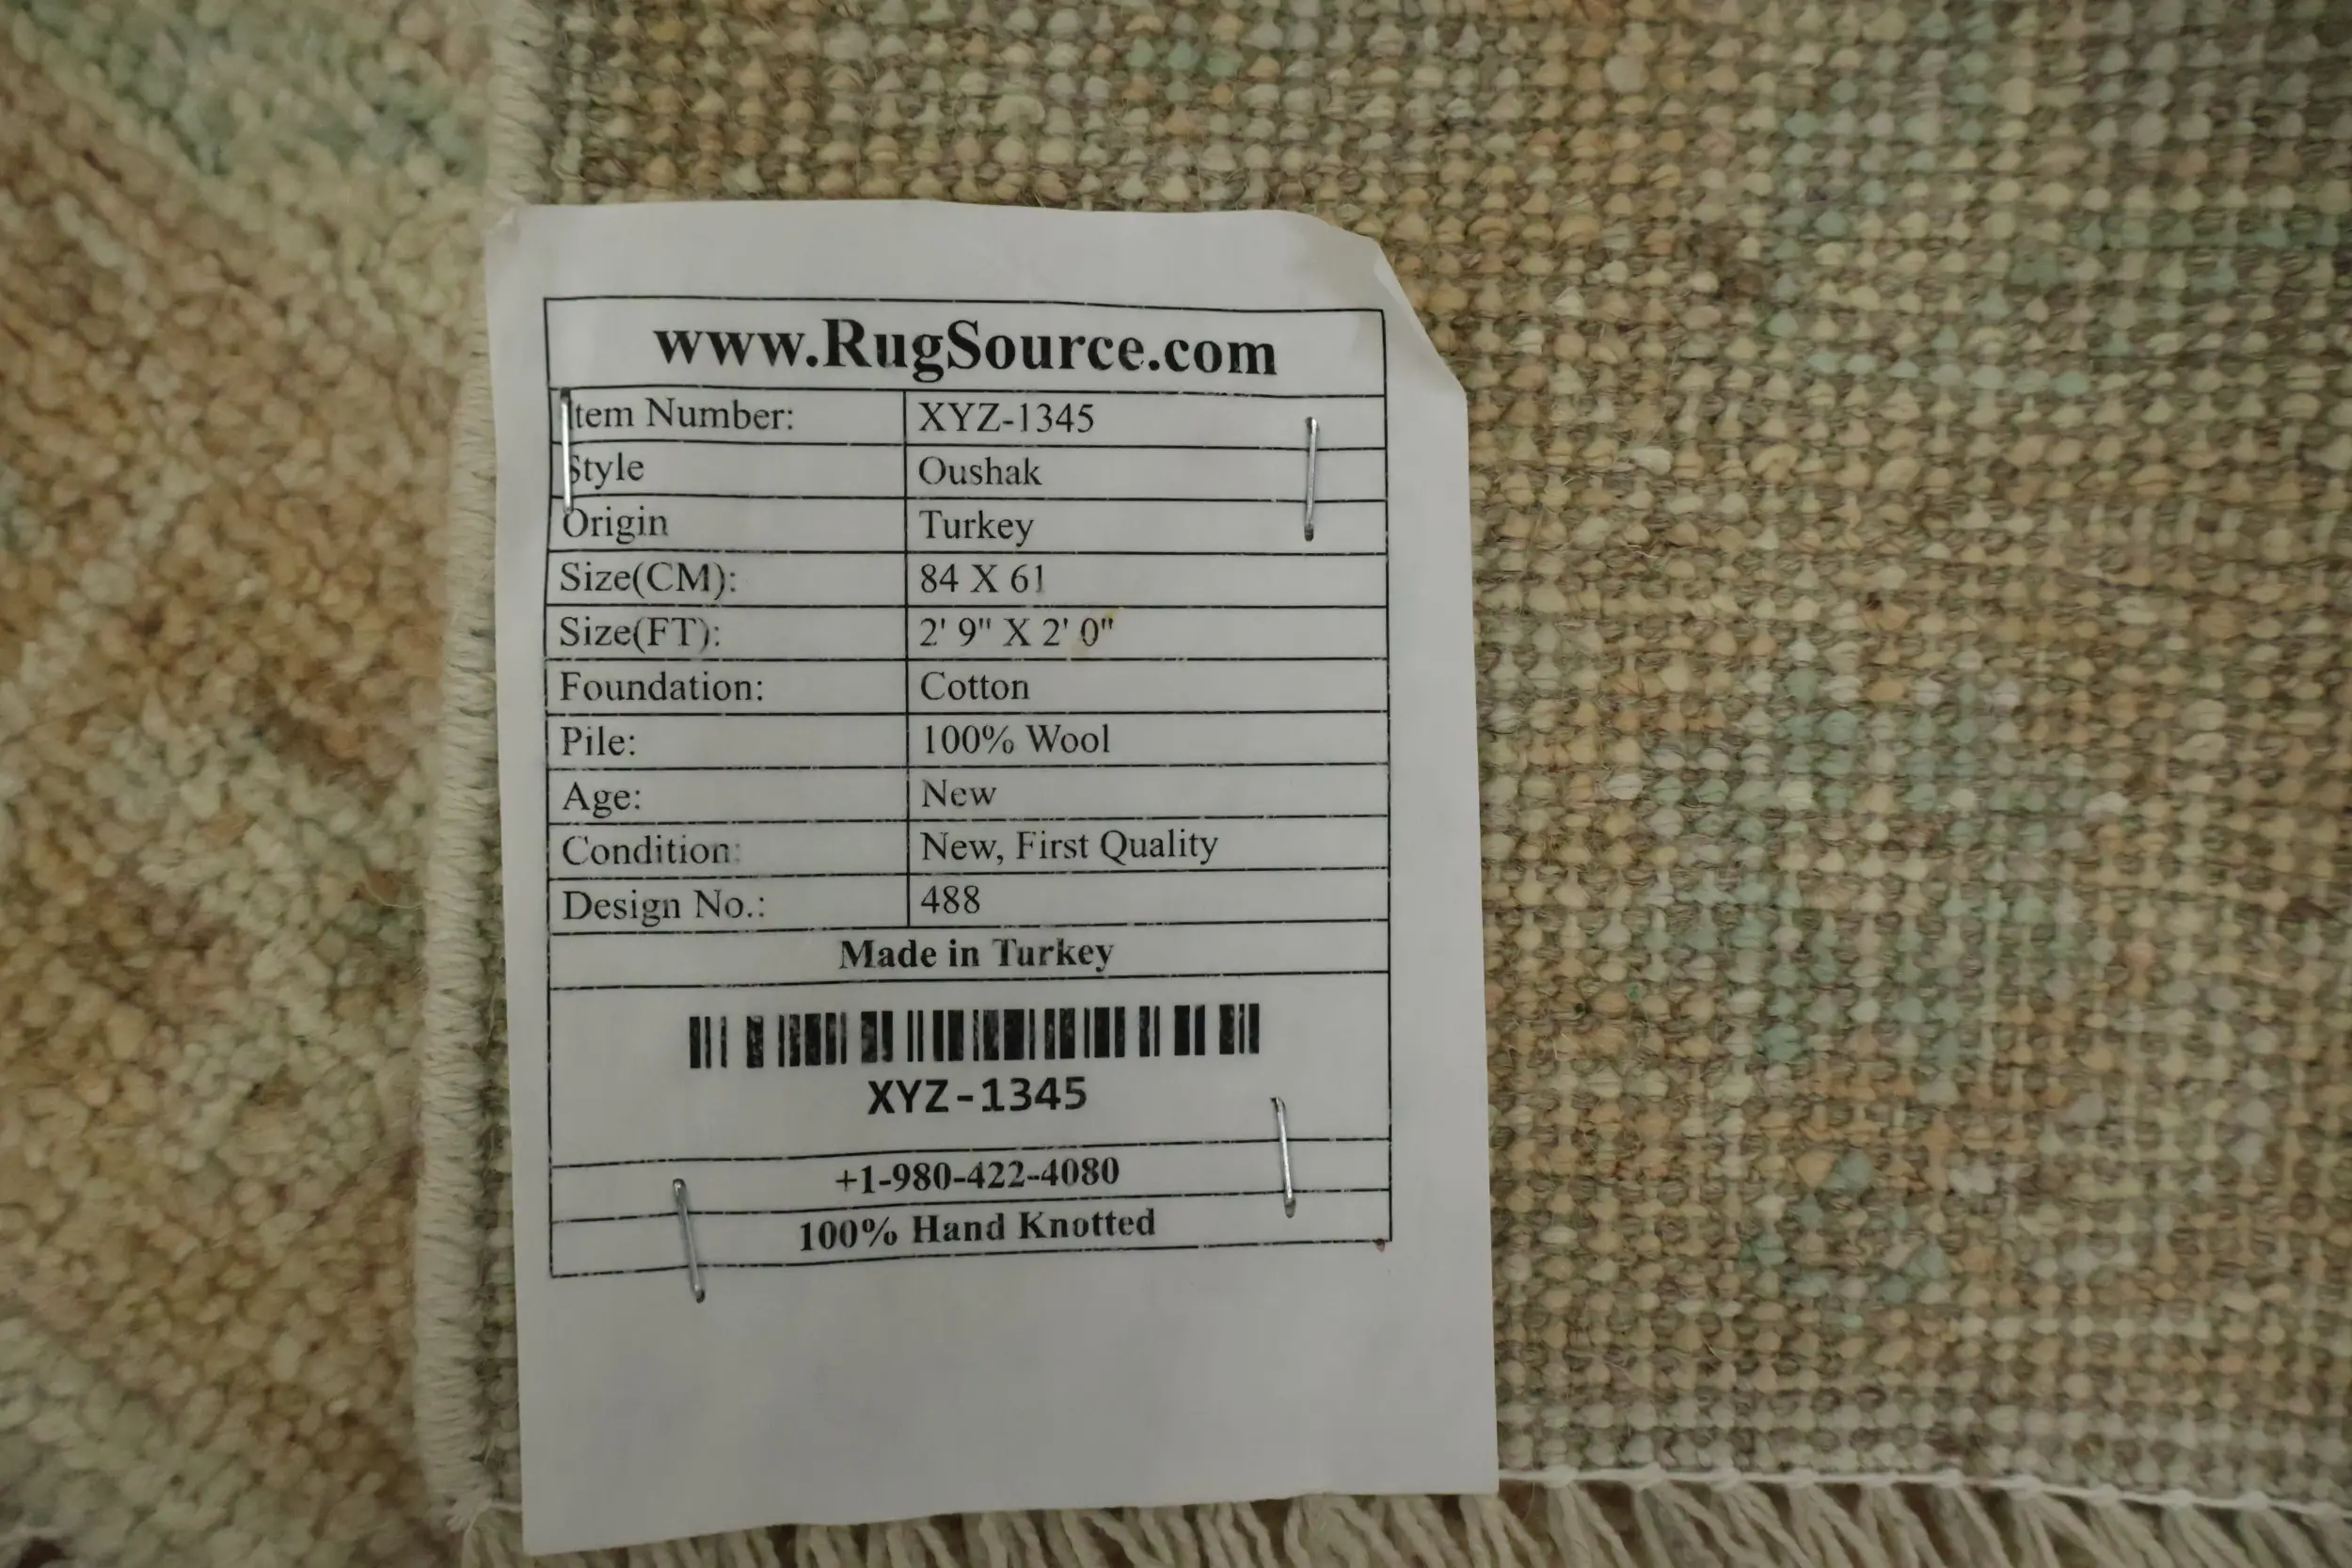 www.RugSource.com
Item Number: XYZ-1345
Style Oushak
Origin Turkey
Size(CM): 84 X 61
Size(FT): 2' 9" X 2' 0"
Foundation: Cotton
Pile: 100% Wool
Age: New
Condition: New, First Quality
Design No.: 488
Made in Turkey
XYZ-1345
+1-980-422-4080
100% Hand Knotted